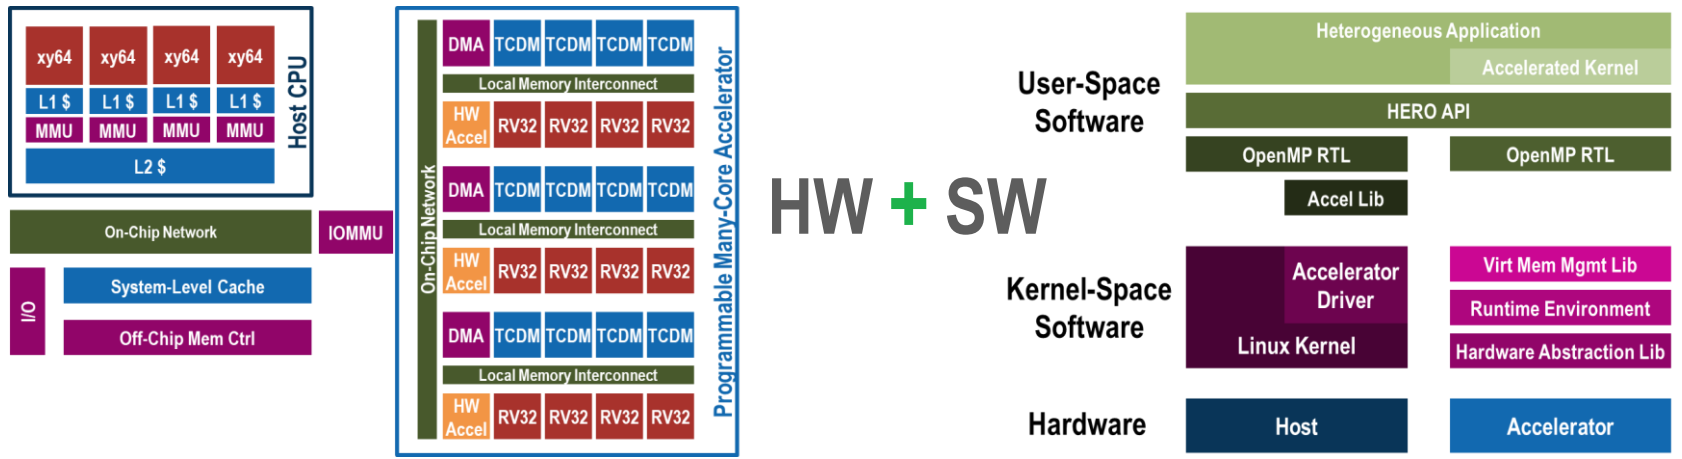 xy64 xy64 xy64 xy64
L1 $ L1 $ L1 $ L1 $
MMU MMU MMU MMU
L2 $
Host CPU
On-Chip Network
IOMMU
I/O
System-Level Cache
Off-Chip Mem Ctrl
On-Chip Network
DMA TCDM TCDM TCDM TCDM
Local Memory Interconnect
HW
Accel RV32 RV32 RV32 RV32
DMA TCDM TCDM TCDM TCDM
Local Memory Interconnect
HW
Accel RV32 RV32 RV32 RV32
DMA TCDM TCDM TCDM TCDM
Local Memory Interconnect
HW
Accel RV32 RV32 RV32 RV32
Programmable Many-Core Accelerator
HW + SW
User-Space
Software
Heterogeneous Application
Accelerated Kernel
HERO API
OpenMP RTL OpenMP RTL
Accel Lib
Kernel-Space
Software
Accelerator
Driver
Linux Kernel
Virt Mem Mgmt Lib
Runtime Environment
Hardware Abstraction Lib
Hardware
Host
Accelerator